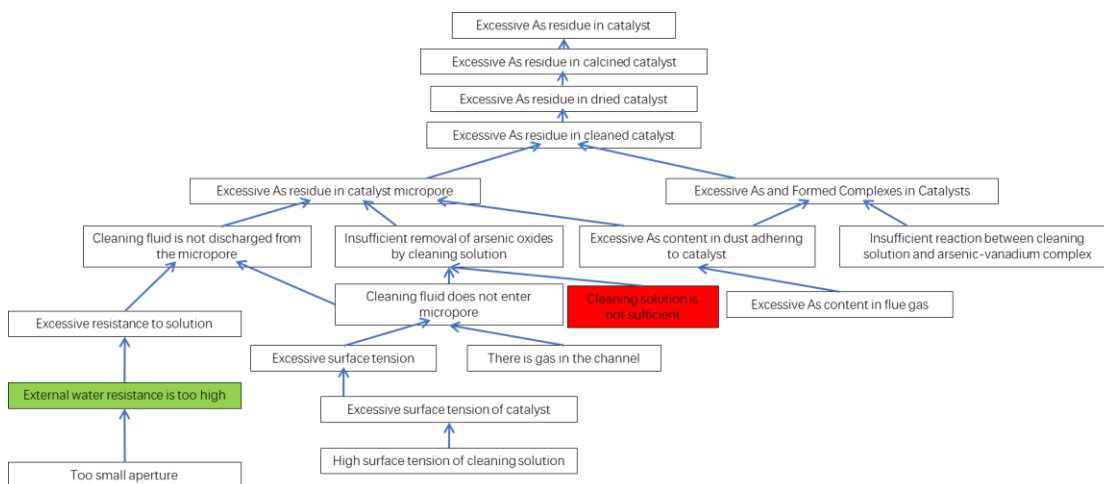 Excessive As residue in catalyst
Excessive As residue in calcined catalyst
Excessive As residue in dried catalyst
Excessive As residue in cleaned catalyst
Excessive As residue in catalyst micropore
Excessive As and Formed Complexes in Catalysts
Cleaning fluid is not discharged from
the micropore
Insufficient removal of arsenic oxides
by cleaning solution
Excessive As content in dust adhering
to catalyst
Insufficient reaction between cleaning
solution and arsenic-vanadium complex
Cleaning fluid does not enter
micropore
Cleaning solution is
not sufficient
Excessive As content in flue gas
Excessive resistance to solution
Excessive surface tension
There is gas in the channel
External water resistance is too high
Excessive surface tension of catalyst
High surface tension of cleaning solution
Too small aperture